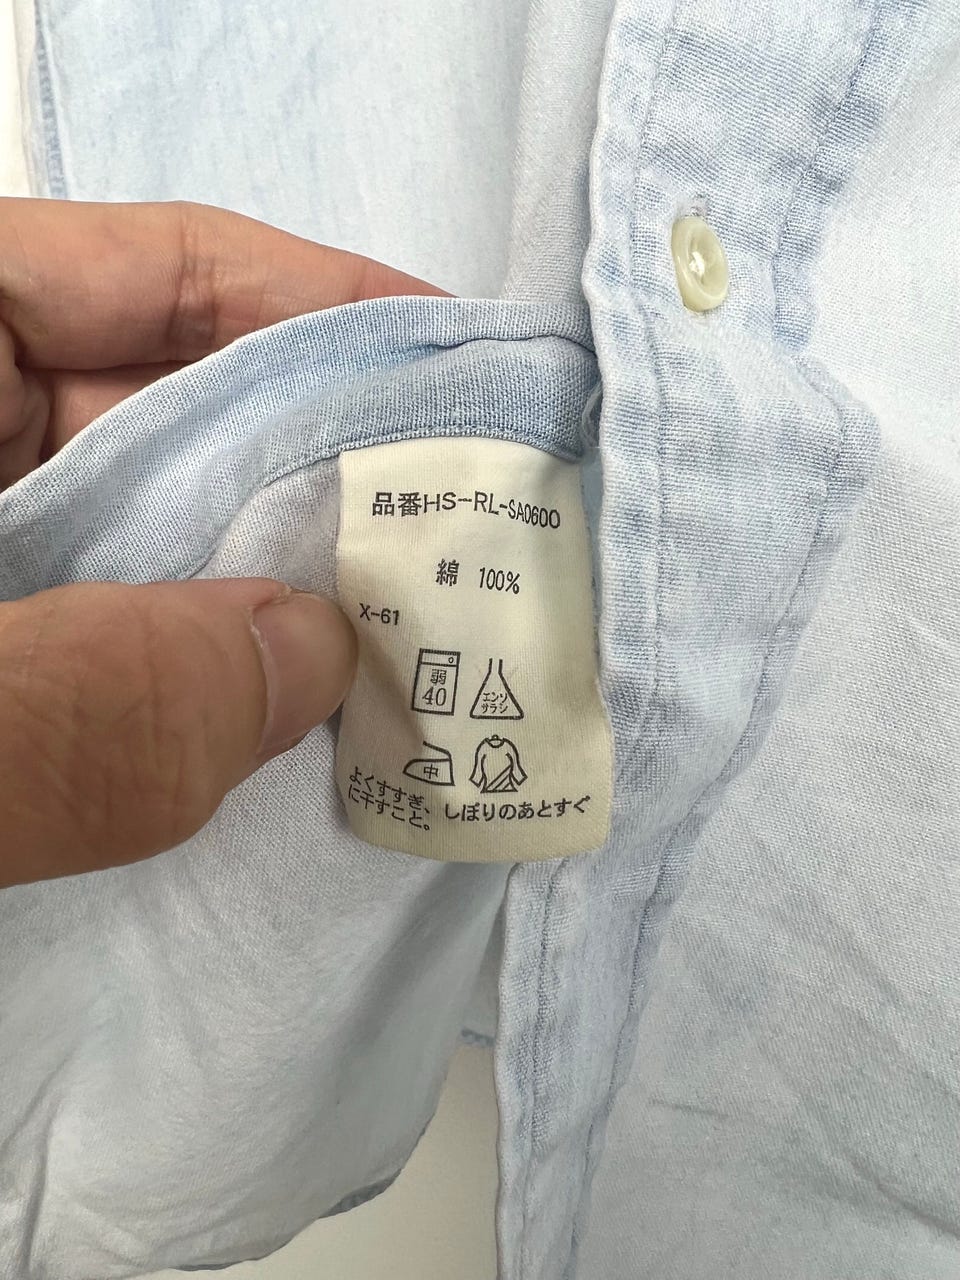 品番HS-RL-SA0600
綿 100%
X-61
弱
40
エンソ
サラシ
中
よくすすぎ、しぼりのあとすぐ
に干すこと。